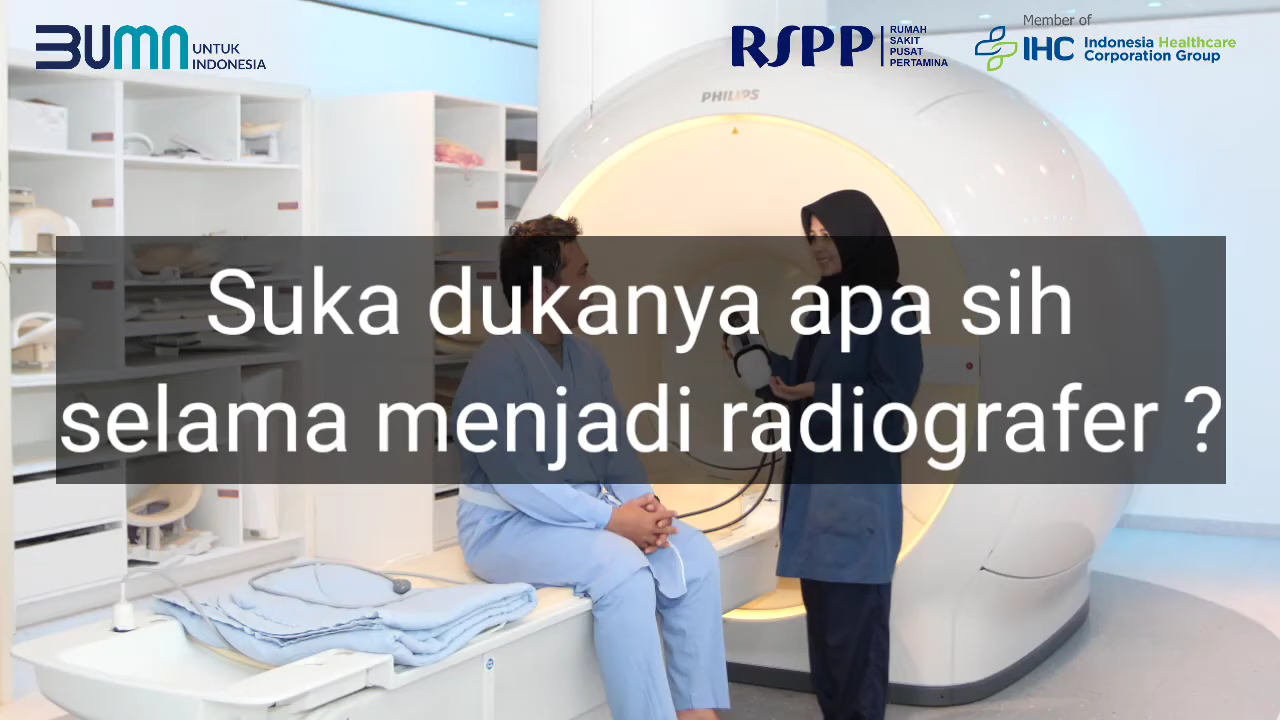 BUMN
UNTUK
INDONESIA
RSPP
RUMAH
SAKIT
PUSAT
PERTAMINA
Member of
IHC
Indonesia Healthcare
Corporation Group
PHILIPS
Suka dukanya apa sih
selama menjadi radiografer ?